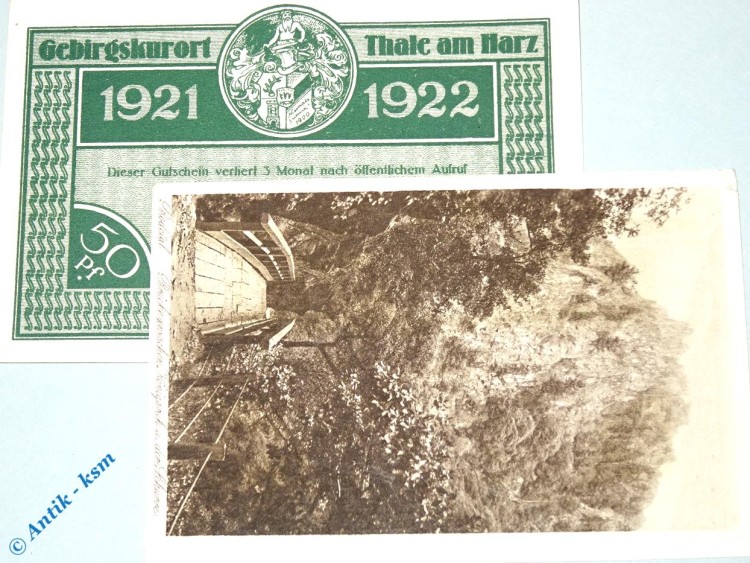 Gebirgskurort Thale am Harz
1921 1922
Dieser Gutschein verliert 3 Monat nach öffentlichem Aufruf
50
Pf
© Antik - ksm